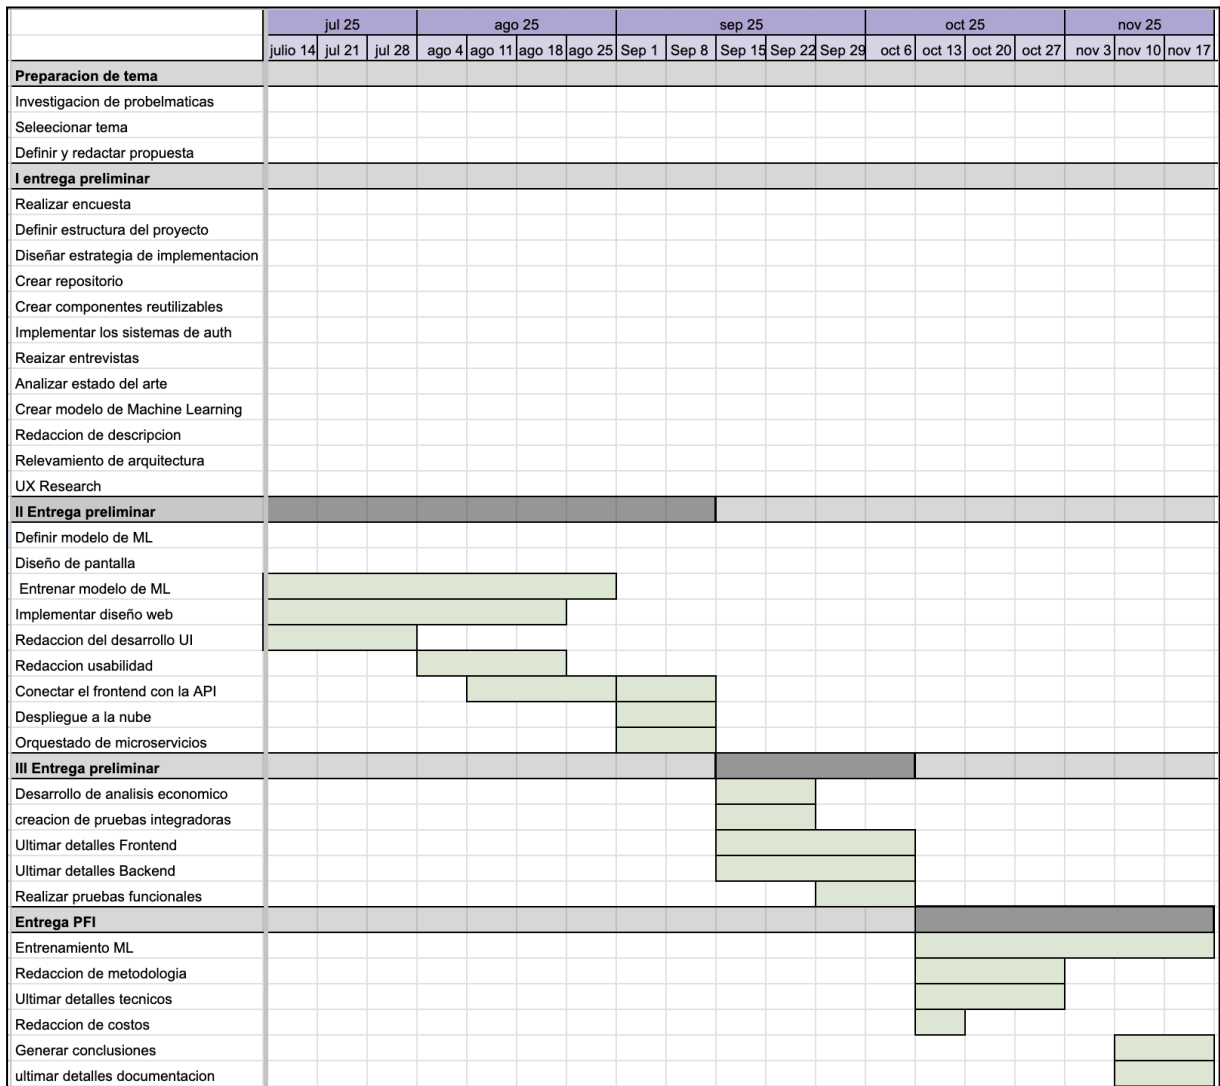 jul 25 ago 25 sep 25 oct 25 nov 25
julio 14 jul 21 jul 28 ago 4 ago 11 ago 18 ago 25 Sep 1 Sep 8 Sep 15 Sep 22 Sep 29 oct 6 oct 13 oct 20 oct 27 nov 3 nov 10 nov 17
Preparacion de tema
Investigacion de probelmaticas
Seleecionar tema
Definir y redactar propuesta
I entrega preliminar
Realizar encuesta
Definir estructura del proyecto
Diseñar estrategia de implementacion
Crear repositorio
Crear componentes reutilizables
Implementar los sistemas de auth
Reaizar entrevistas
Analizar estado del arte
Crear modelo de Machine Learning
Redaccion de descripcion
Relevamiento de arquitectura
UX Research
II Entrega preliminar
Definir modelo de ML
Diseño de pantalla
Entrenar modelo de ML
Implementar diseño web
Redaccion del desarrollo UI
Redaccion usabilidad
Conectar el frontend con la API
Despliegue a la nube
Orquestado de microservicios
III Entrega preliminar
Desarrollo de analisis economico
creacion de pruebas integradoras
Ultimar detalles Frontend
Ultimar detalles Backend
Realizar pruebas funcionales
Entrega PFI
Entrenamiento ML
Redaccion de metodologia
Ultimar detalles tecnicos
Redaccion de costos
Generar conclusiones
ultimar detalles documentacion